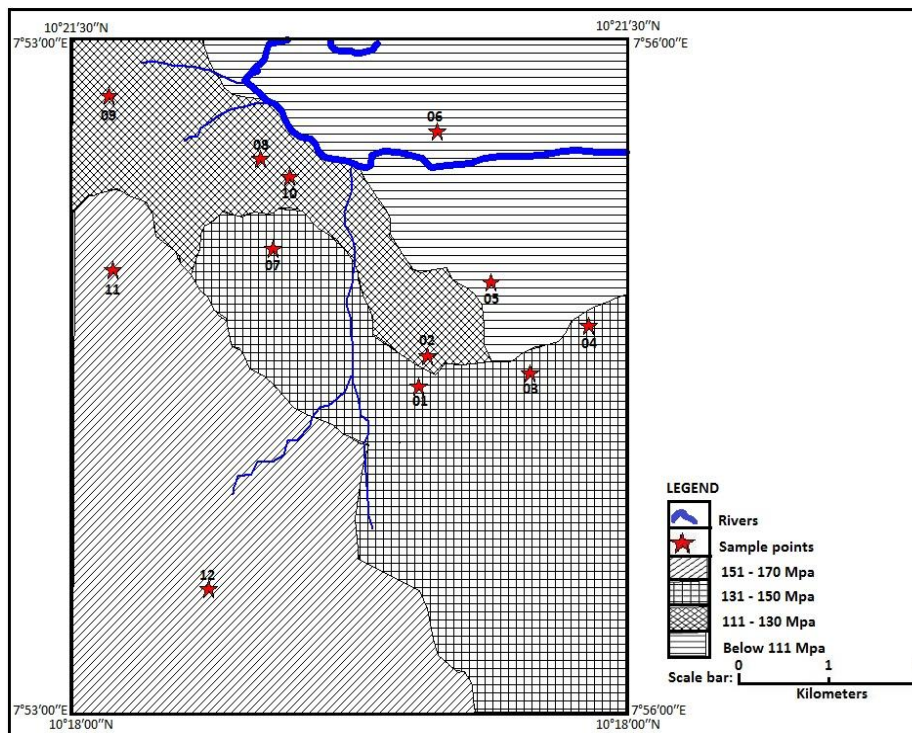 10°21′30′′N 10°21′30′′N
7°53′00′′E 7°56′00′′E
09
06
08
10
07
11
05
04
02
03
01
12
LEGEND
Rivers
Sample points
151 - 170 Mpa
131 - 150 Mpa
111 - 130 Mpa
Below 111 Mpa
Scale bar: 0 1
Kilometers
7°53′00′′E 7°56′00′′E
10°18′00′′N 10°18′00′′N